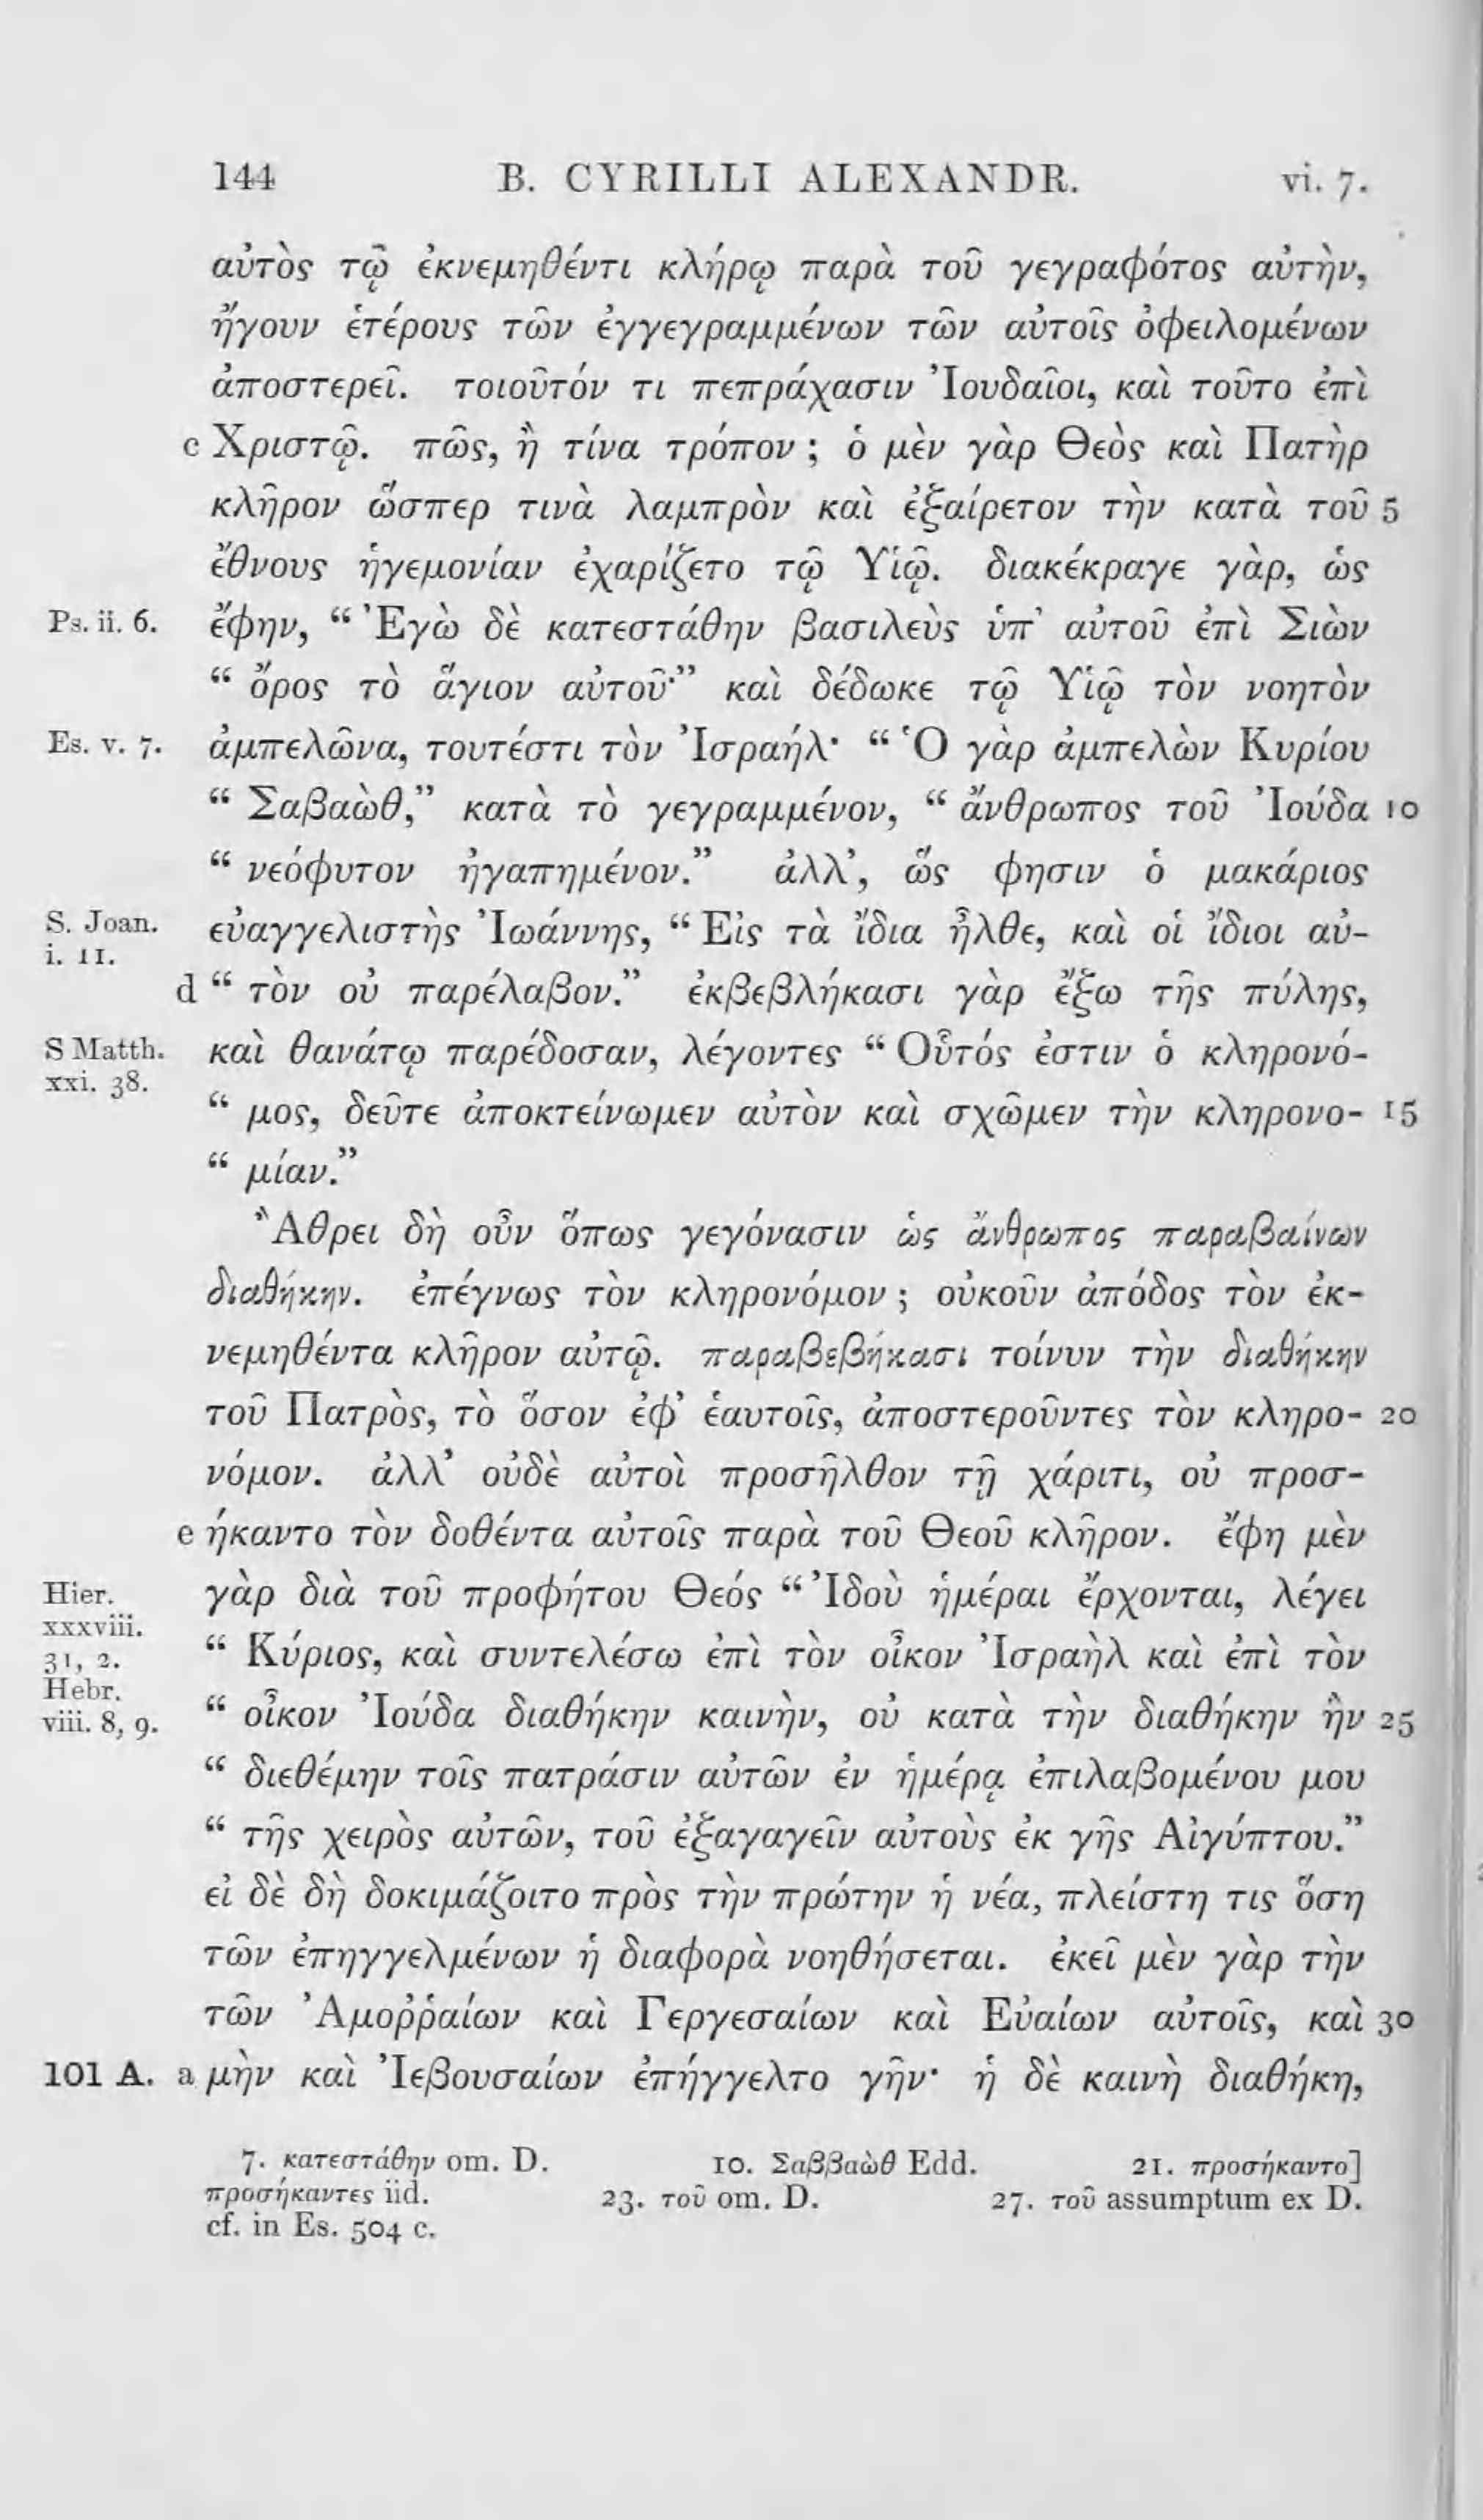 144 B. CYRILLI ALEXANDR. vi. 7.
αὐτὸς τῷ ἐκνεμηθέντι κλήρῳ παρὰ τοῦ γεγραφότος αὐτὴν,
ἤγουν ἑτέρους τῶν ἐγγεγραμμένων τῶν αὐτοῖς ὀφειλομένων
ἀποστερεῖ. τοιοῦτόν τι πεπράχασιν Ἰουδαῖοι, καὶ τοῦτο ἐπὶ
c Χριστῷ. πῶς, ἢ τίνα τρόπον ; ὁ μὲν γὰρ Θεὸς καὶ Πατὴρ
κλῆρον ὥσπερ τινὰ λαμπρὸν καὶ ἐξαίρετον τὴν κατὰ τοῦ 5
ἔθνους ἡγεμονίαν ἐχαρίζετο τῷ Υἱῷ. διακέκραγε γὰρ, ὡς
Ps. ii. 6. ἔφην, “ Ἐγὼ δὲ κατεστάθην βασιλεὺς ὑπ᾽ αὐτοῦ ἐπὶ Σιὼν
“ ὄρος τὸ ἅγιον αὐτοῦ·” καὶ δέδωκε τῷ Υἱῷ τὸν νοητὸν
Es. v. 7. ἀμπελῶνα, τουτέστι τὸν Ἰσραήλ· “ Ὁ γὰρ ἀμπελὼν Κυρίου
“ Σαβαὼθ,” κατὰ τὸ γεγραμμένον, “ ἄνθρωπος τοῦ Ἰούδα 10
“ νεόφυτον ἠγαπημένον.” ἀλλ᾽, ὥς φησιν ὁ μακάριος
S. Joan. i. 11. εὐαγγελιστὴς Ἰωάννης, “ Εἰς τὰ ἴδια ἦλθε, καὶ οἱ ἴδιοι αὐ-
d “ τὸν οὐ παρέλαβον.” ἐκβεβλήκασι γὰρ ἔξω τῆς πύλης,
S Matth. xxi. 38. καὶ θανάτῳ παρέδοσαν, λέγοντες “ Οὗτός ἐστιν ὁ κληρονό-
“ μος, δεῦτε ἀποκτείνωμεν αὐτὸν καὶ σχῶμεν τὴν κληρονο- 15
“ μίαν.”
Ἄθρει δὴ οὖν ὅπως γεγόνασιν ὡς ἄνθρωπος παραβαίνων
διαθήκην. ἐπέγνως τὸν κληρονόμον ; οὐκοῦν ἀπόδος τὸν ἐκ-
νεμηθέντα κλῆρον αὐτῷ. παραβεβήκασι τοίνυν τὴν διαθήκην
τοῦ Πατρὸς, τὸ ὅσον ἐφ᾽ ἑαυτοῖς, ἀποστεροῦντες τὸν κληρο- 20
νόμον. ἀλλ᾽ οὐδὲ αὐτοὶ προσῆλθον τῇ χάριτι, οὐ προσ-
e ήκαντο τὸν δοθέντα αὐτοῖς παρὰ τοῦ Θεοῦ κλῆρον. ἔφη μὲν
Hier. xxxviii. 31, 2. γὰρ διὰ τοῦ προφήτου Θεός “ Ἰδοὺ ἡμέραι ἔρχονται, λέγει
“ Κύριος, καὶ συντελέσω ἐπὶ τὸν οἶκον Ἰσραὴλ καὶ ἐπὶ τὸν
Hebr. viii. 8, 9. “ οἶκον Ἰούδα διαθήκην καινὴν, οὐ κατὰ τὴν διαθήκην ἣν 25
“ διεθέμην τοῖς πατράσιν αὐτῶν ἐν ἡμέρᾳ ἐπιλαβομένου μου
“ τῆς χειρὸς αὐτῶν, τοῦ ἐξαγαγεῖν αὐτοὺς ἐκ γῆς Αἰγύπτου.”
εἰ δὲ δὴ δοκιμάζοιτο πρὸς τὴν πρώτην ἡ νέα, πλείστη τις ὅση
τῶν ἐπηγγελμένων ἡ διαφορὰ νοηθήσεται. ἐκεῖ μὲν γὰρ τὴν
τῶν Ἀμοῤῥαίων καὶ Γεργεσαίων καὶ Εὐαίων αὐτοῖς, καὶ 30
101 A. a μὴν καὶ Ἰεβουσαίων ἐπήγγελτο γῆν· ἡ δὲ καινὴ διαθήκη,
7. κατεστάθην om. D. 10. Σαββαὼθ Edd. 21. προσήκαντο]
προσήκαντες iid. 23. τοῦ om. D. 27. τοῦ assumptum ex D.
cf. in Es. 504 c.